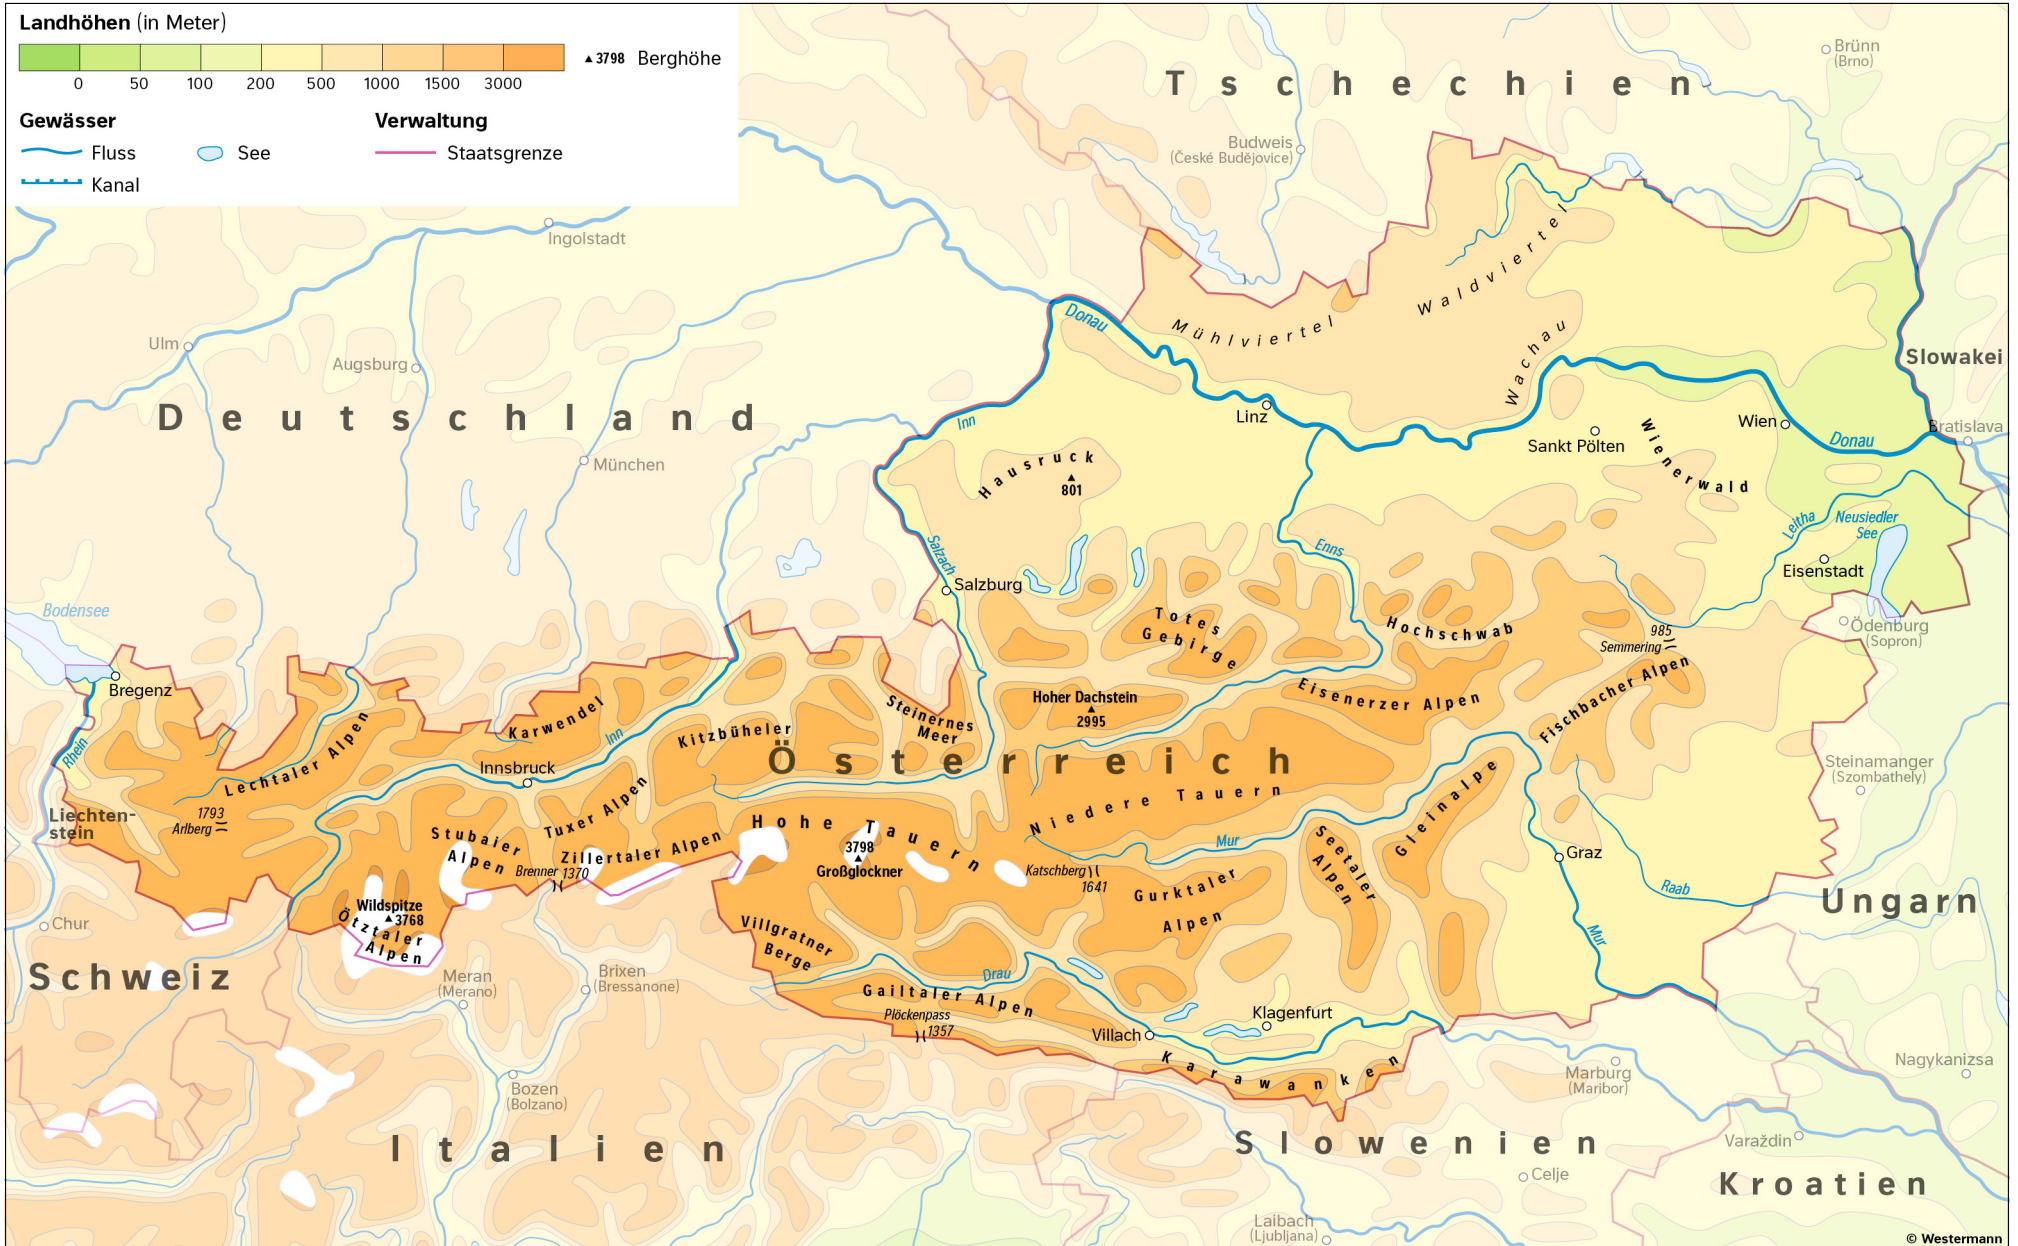 Landhöhen (in Meter)
0 50 100 200 500 1000 1500 3000
▲ 3798 Berghöhe
Gewässer
Verwaltung
Fluss
See
Staatsgrenze
Kanal
Tschechien
Brünn
(Brno)
Budweis
(České Budějovice)
Ingolstadt
Waldviertel
Donau
Mühlviertel
Wachau
Ulm
Augsburg
Slowakei
Deutschland
Linz
Inn
Sankt Pölten
Wienerwald
Wien
Donau
Bratislava
München
Hausruck
801
Salzach
Enns
Leitha
Neusiedler
See
Eisenstadt
Salzburg
Bodensee
Totes
Gebirge
Hochschwab
985
Semmering
Ödenburg
(Sopron)
Bregenz
Hoher Dachstein
2995
Eisenerzer Alpen
Fischbacher Alpen
Karwendel
Inn
Kitzbüheler
Steinernes
Meer
Rhein
Lechtaler Alpen
Innsbruck
Österreich
Steinamanger
(Szombathely)
Liechten-
stein
1793
Arlberg
Stubaier
Alpen
Tuxer Alpen
Zillertaler Alpen
Brenner 1370
Hohe Tauern
3798
Großglockner
Niedere Tauern
Mur
Katschberg
1641
Gurktaler
Alpen
Seetaler
Alpen
Gleinalpe
Graz
Raab
Ungarn
Wildspitze
3768
Ötztaler
Alpen
Chur
Schweiz
Villgratner
Berge
Meran
(Merano)
Brixen
(Bressanone)
Drau
Mur
Gailtaler Alpen
Plöckenpass
1357
Villach
Klagenfurt
Karawanken
Marburg
(Maribor)
Nagykanizsa
Bozen
(Bolzano)
Italien
Slowenien
Varaždin
Celje
Kroatien
Laibach
(Ljubljana)
© Westermann